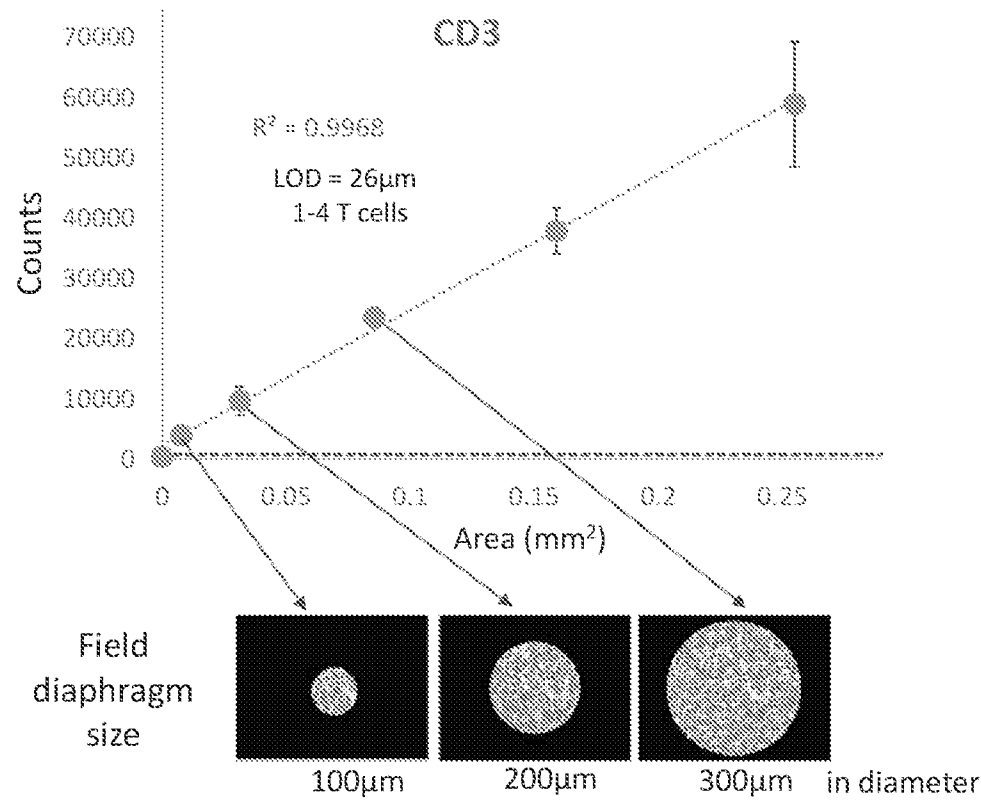 CD3
70000
60000
50000
40000
30000
20000
10000
0
Counts
R² = 0.9968
LOD = 26µm
1-4 T cells
0 0.05 0.1 0.15 0.2 0.25
Area (mm²)
Field
diaphragm
size
100µm 200µm 300µm in diameter